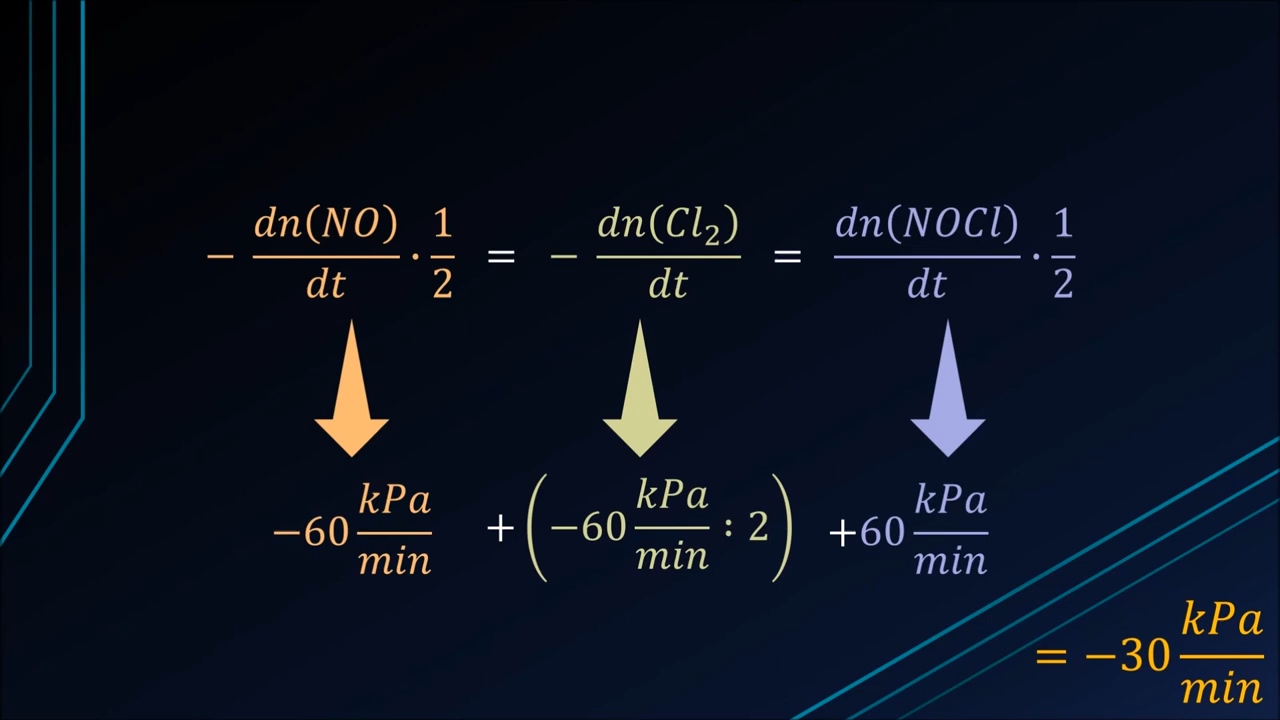 − dn(NO)/dt · 1/2 = − dn(Cl₂)/dt = dn(NOCl)/dt · 1/2
−60 kPa/min + (−60 kPa/min : 2) +60 kPa/min
= −30 kPa/min